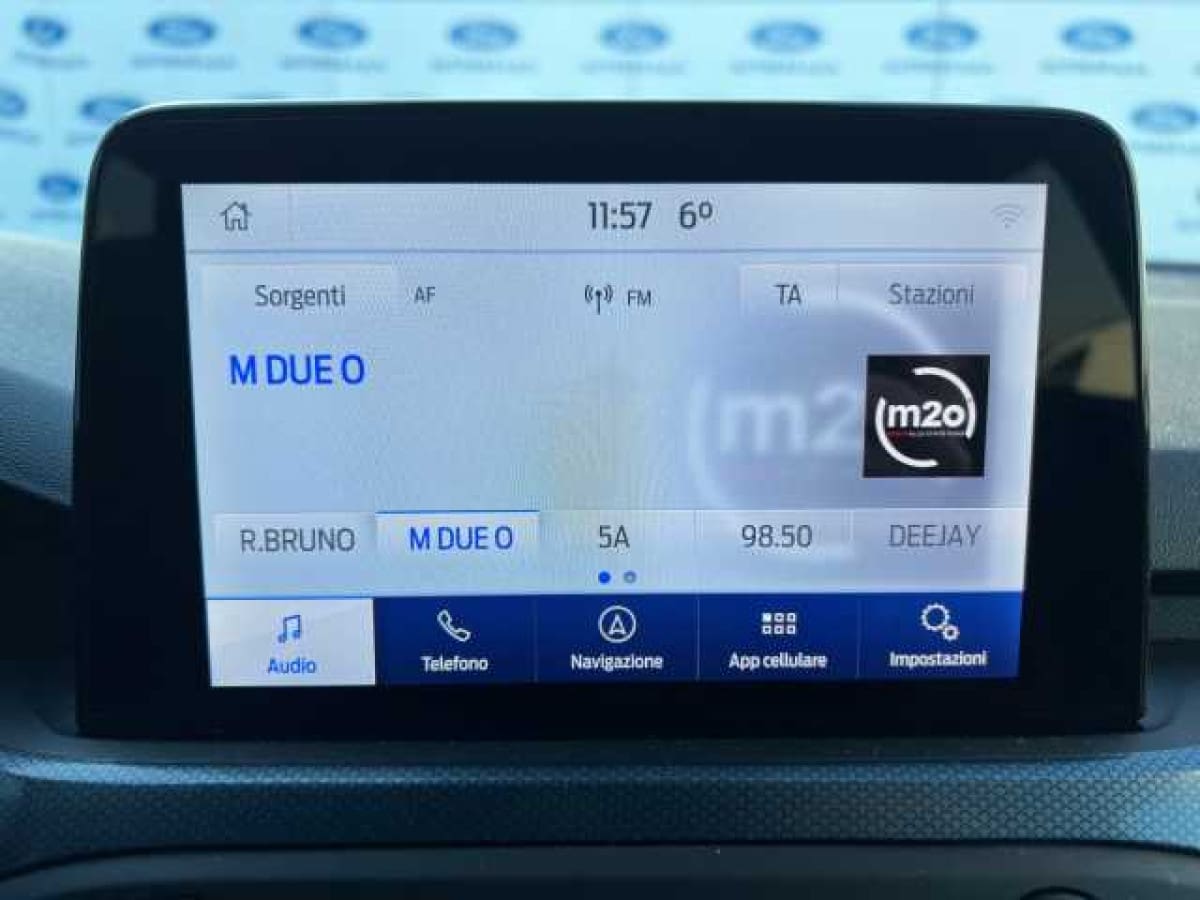 11:57 6º
Sorgenti AF FM TA Stazioni
M DUE O
m2
m2o
R.BRUNO M DUE O 5A 98.50 DEEJAY
Audio Telefono Navigazione App cellulare Impostazioni